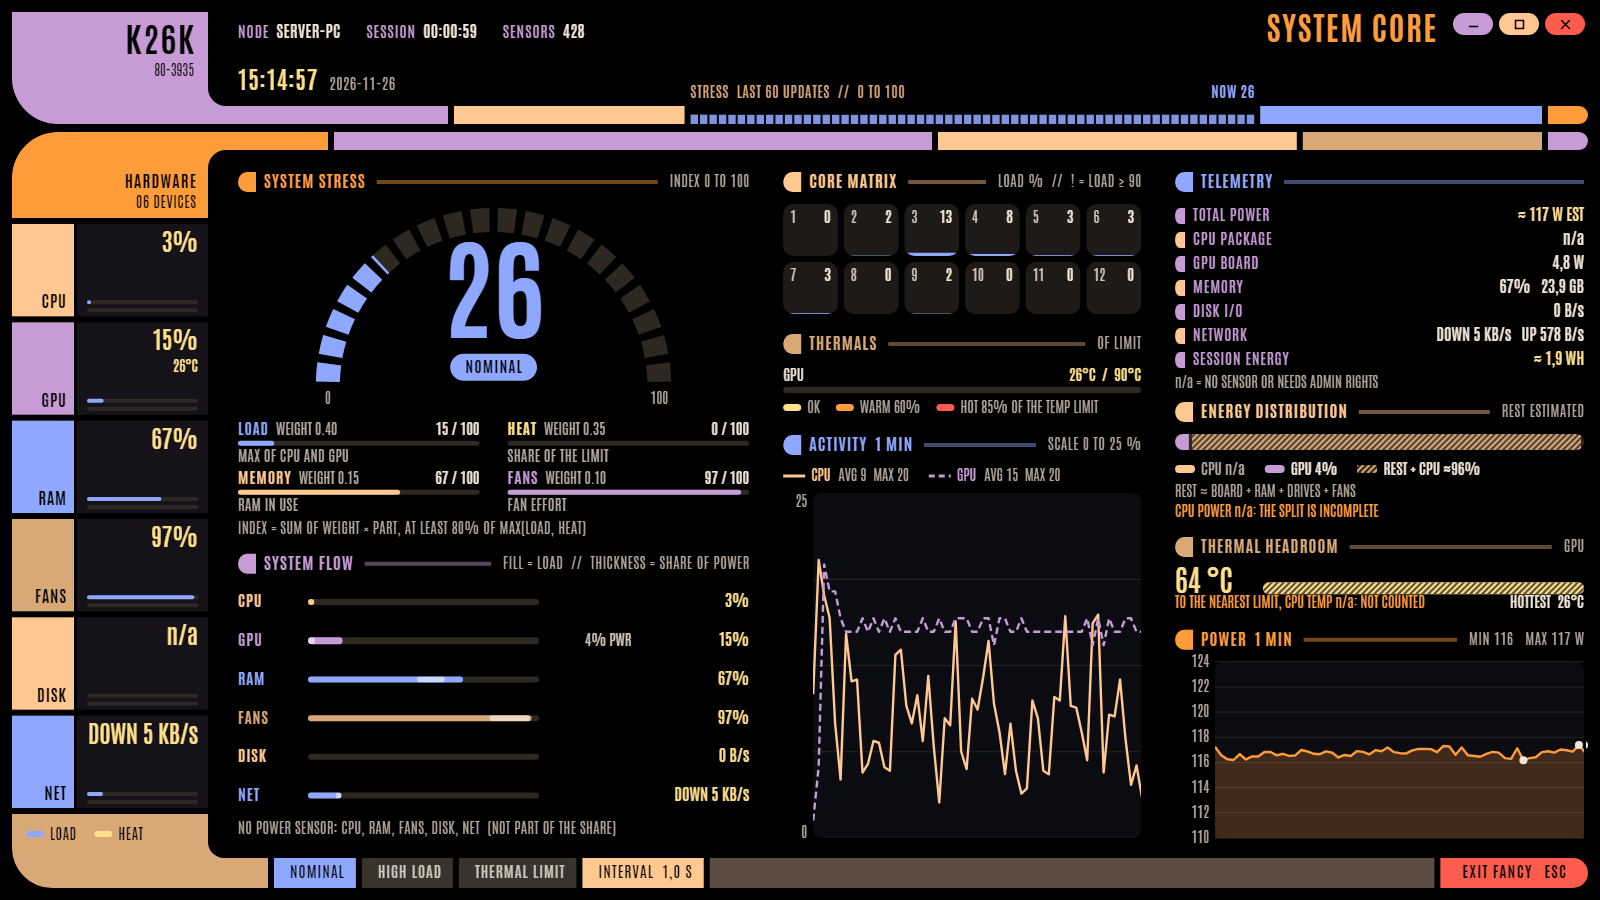 K26K
80-3935
NODE SERVER-PC SESSION 00:00:59 SENSORS 428
15:14:57 2026-11-26
SYSTEM CORE
STRESS LAST 60 UPDATES // 0 TO 100 NOW 26
HARDWARE
06 DEVICES
3%
CPU
15%
26°C
GPU
67%
RAM
97%
FANS
n/a
DISK
DOWN 5 KB/s
NET
LOAD HEAT
SYSTEM STRESS INDEX 0 TO 100
26
NOMINAL
0 100
LOAD WEIGHT 0.40 15 / 100
MAX OF CPU AND GPU
HEAT WEIGHT 0.35 0 / 100
SHARE OF THE LIMIT
MEMORY WEIGHT 0.15 67 / 100
RAM IN USE
FANS WEIGHT 0.10 97 / 100
FAN EFFORT
INDEX = SUM OF WEIGHT × PART, AT LEAST 80% OF MAX(LOAD, HEAT)
SYSTEM FLOW FILL = LOAD // THICKNESS = SHARE OF POWER
CPU 3%
GPU 4% PWR 15%
RAM 67%
FANS 97%
DISK 0 B/s
NET DOWN 5 KB/s
NO POWER SENSOR: CPU, RAM, FANS, DISK, NET (NOT PART OF THE SHARE)
CORE MATRIX LOAD % // ! = LOAD ≥ 90
1 0 2 2 3 13 4 8 5 3 6 3
7 3 8 0 9 2 10 0 11 0 12 0
THERMALS OF LIMIT
GPU 26°C / 90°C
OK WARM 60% HOT 85% OF THE TEMP LIMIT
ACTIVITY 1 MIN SCALE 0 TO 25 %
CPU AVG 9 MAX 20 GPU AVG 15 MAX 20
25
0
TELEMETRY
TOTAL POWER ≈ 117 W EST
CPU PACKAGE n/a
GPU BOARD 4,8 W
MEMORY 67% 23,9 GB
DISK I/O 0 B/s
NETWORK DOWN 5 KB/s UP 578 B/s
SESSION ENERGY ≈ 1,9 WH
n/a = NO SENSOR OR NEEDS ADMIN RIGHTS
ENERGY DISTRIBUTION REST ESTIMATED
CPU n/a GPU 4% REST + CPU ≈96%
REST ≈ BOARD + RAM + DRIVES + FANS
CPU POWER n/a: THE SPLIT IS INCOMPLETE
THERMAL HEADROOM GPU
64 °C
TO THE NEAREST LIMIT, CPU TEMP n/a: NOT COUNTED HOTTEST 26°C
POWER 1 MIN MIN 116 MAX 117 W
124
122
120
118
116
114
112
110
NOMINAL HIGH LOAD THERMAL LIMIT INTERVAL 1,0 S EXIT FANCY ESC